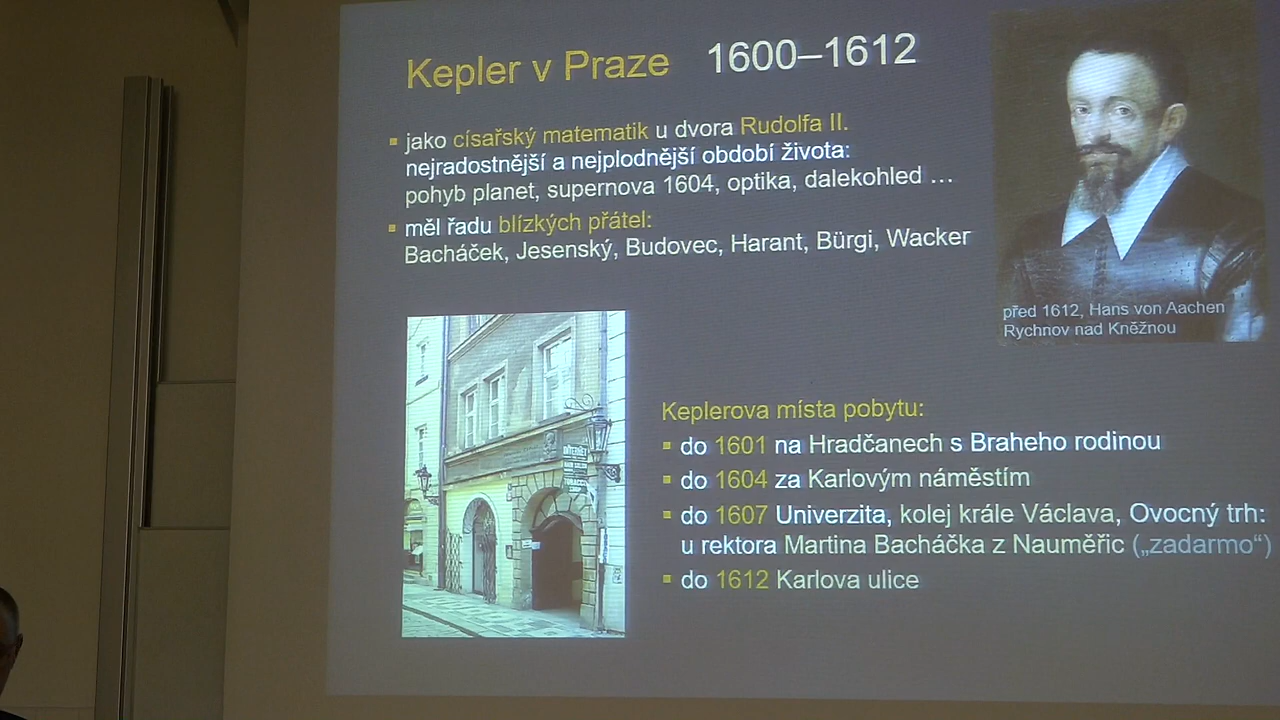 Kepler v Praze 1600–1612
▪ jako císařský matematik u dvora Rudolfa II.
nejradostnější a nejplodnější období života:
pohyb planet, supernova 1604, optika, dalekohled …
▪ měl řadu blízkých přátel:
Bacháček, Jesenský, Budovec, Harant, Bürgi, Wacker
před 1612, Hans von Aachen
Rychnov nad Kněžnou
INTERNET
Keplerova místa pobytu:
▪ do 1601 na Hradčanech s Braheho rodinou
▪ do 1604 za Karlovým náměstím
▪ do 1607 Univerzita, kolej krále Václava, Ovocný trh:
u rektora Martina Bacháčka z Nauměřic („zadarmo“)
▪ do 1612 Karlova ulice